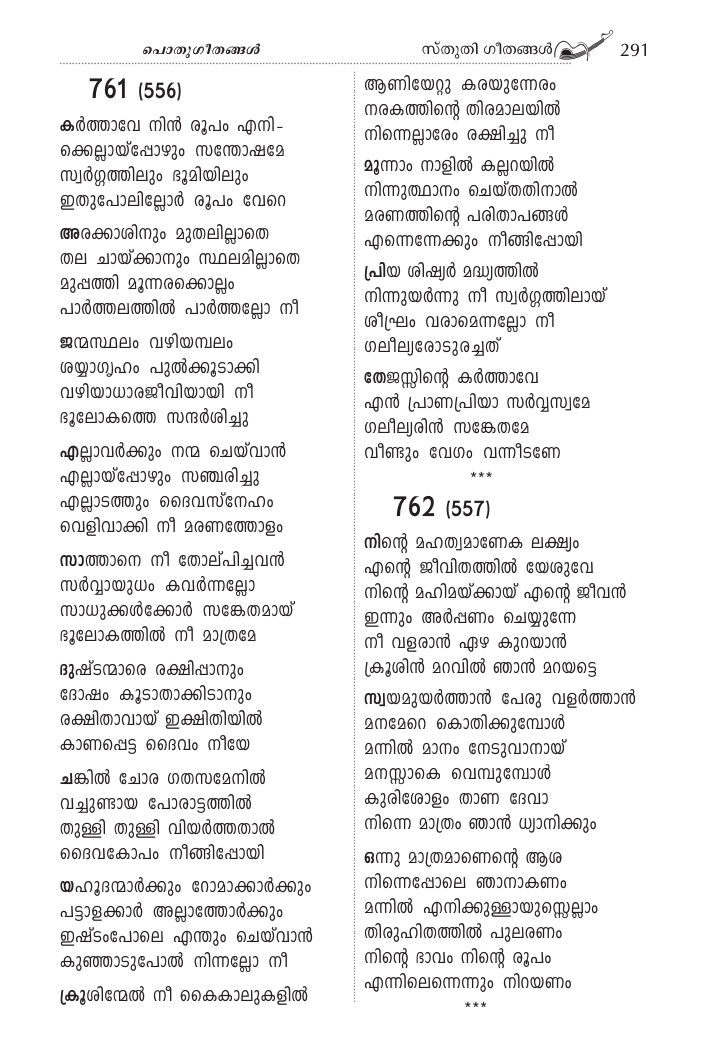 പൊതുഗീതങ്ങൾ
സ്തുതി ഗീതങ്ങൾ 291
761 (556)
കർത്താവേ നിൻ രൂപം എനി-
ക്കെല്ലായ്പ്പോഴും സന്തോഷമേ
സ്വർഗ്ഗത്തിലും ഭൂമിയിലും
ഇതുപോലില്ലോർ രൂപം വേറെ
അരക്കാശിനും മുതലില്ലാതെ
തല ചായ്ക്കാനും സ്ഥലമില്ലാതെ
മുപ്പത്തി മൂന്നരക്കൊല്ലം
പാർത്തലത്തിൽ പാർത്തല്ലോ നീ
ജന്മസ്ഥലം വഴിയമ്പലം
ശയ്യാഗൃഹം പുൽക്കൂടാക്കി
വഴിയാധാരജീവിയായി നീ
ഭൂലോകത്തെ സന്ദർശിച്ചു
എല്ലാവർക്കും നന്മ ചെയ്‌വാൻ
എല്ലായ്പ്പോഴും സഞ്ചരിച്ചു
എല്ലാടത്തും ദൈവസ്നേഹം
വെളിവാക്കി നീ മരണത്തോളം
സാത്താനെ നീ തോല്പിച്ചവൻ
സർവ്വായുധം കവർന്നല്ലോ
സാധുക്കൾക്കോർ സങ്കേതമായ്
ഭൂലോകത്തിൽ നീ മാത്രമേ
ദുഷ്ടന്മാരെ രക്ഷിപ്പാനും
ദോഷം കൂടാതാക്കിടാനും
രക്ഷിതാവായ് ഇക്ഷിതിയിൽ
കാണപ്പെട്ട ദൈവം നീയേ
ചങ്കിൽ ചോര ഗതസമേനിൽ
വച്ചുണ്ടായ പോരാട്ടത്തിൽ
തുള്ളി തുള്ളി വിയർത്തതാൽ
ദൈവകോപം നീങ്ങിപ്പോയി
യഹൂദന്മാർക്കും റോമാക്കാർക്കും
പട്ടാളക്കാർ അല്ലാത്തോർക്കും
ഇഷ്ടംപോലെ എന്തും ചെയ്‌വാൻ
കുഞ്ഞാടുപോൽ നിന്നല്ലോ നീ
ക്രൂശിന്മേൽ നീ കൈകാലുകളിൽ
ആണിയേറ്റു കരയുന്നേരം
നരകത്തിന്റെ തിരമാലയിൽ
നിന്നെല്ലാരേം രക്ഷിച്ചു നീ
മൂന്നാം നാളിൽ കല്ലറയിൽ
നിന്നുത്ഥാനം ചെയ്തതിനാൽ
മരണത്തിന്റെ പരിതാപങ്ങൾ
എന്നെന്നേക്കും നീങ്ങിപ്പോയി
പ്രിയ ശിഷ്യർ മദ്ധ്യത്തിൽ
നിന്നുയർന്നു നീ സ്വർഗ്ഗത്തിലായ്
ശീഘ്രം വരാമെന്നല്ലോ നീ
ഗലീല്യരോടുരച്ചത്
തേജസ്സിന്റെ കർത്താവേ
എൻ പ്രാണപ്രിയാ സർവ്വസ്വമേ
ഗലീല്യരിൻ സങ്കേതമേ
വീണ്ടും വേഗം വന്നീടണേ
***
762 (557)
നിന്റെ മഹത്വമാണേക ലക്ഷ്യം
എന്റെ ജീവിതത്തിൽ യേശുവേ
നിന്റെ മഹിമയ്ക്കായ് എന്റെ ജീവൻ
ഇന്നും അർപ്പണം ചെയ്യുന്നേ
നീ വളരാൻ ഏഴ കുറയാൻ
ക്രൂശിൻ മറവിൽ ഞാൻ മറയട്ടെ
സ്വയമുയർത്താൻ പേരു വളർത്താൻ
മനമേറെ കൊതിക്കുമ്പോൾ
മന്നിൽ മാനം നേടുവാനായ്
മനസ്സാകെ വെമ്പുമ്പോൾ
കുരിശോളം താണ ദേവാ
നിന്നെ മാത്രം ഞാൻ ധ്യാനിക്കും
ഒന്നു മാത്രമാണെന്റെ ആശ
നിന്നെപ്പോലെ ഞാനാകണം
മന്നിൽ എനിക്കുള്ളായുസ്സെല്ലാം
തിരുഹിതത്തിൽ പുലരണം
നിന്റെ ഭാവം നിന്റെ രൂപം
എന്നിലെന്നെന്നും നിറയണം
***